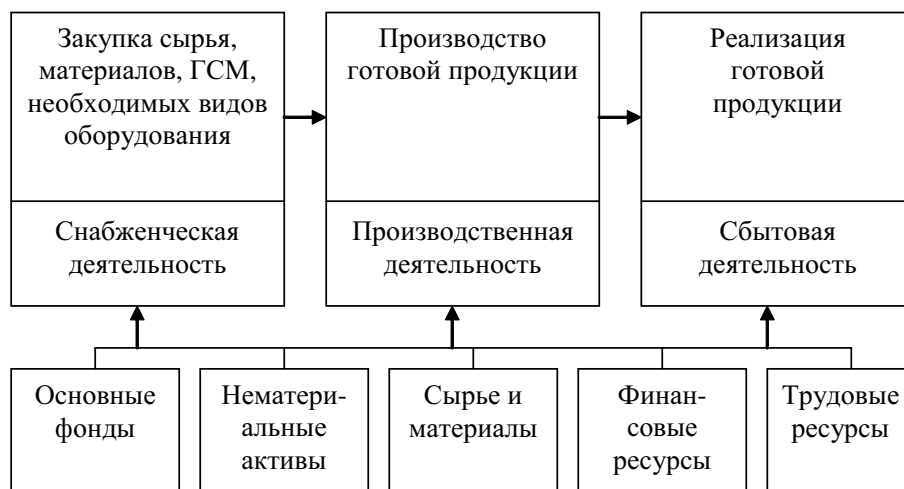 Закупка сырья,
материалов, ГСМ,
необходимых видов
оборудования
Снабженческая
деятельность
Производство
готовой продукции
Производственная
деятельность
Реализация
готовой
продукции
Сбытовая
деятельность
Основные
фонды
Нематери-
альные
активы
Сырье и
материалы
Финан-
совые
ресурсы
Трудовые
ресурсы